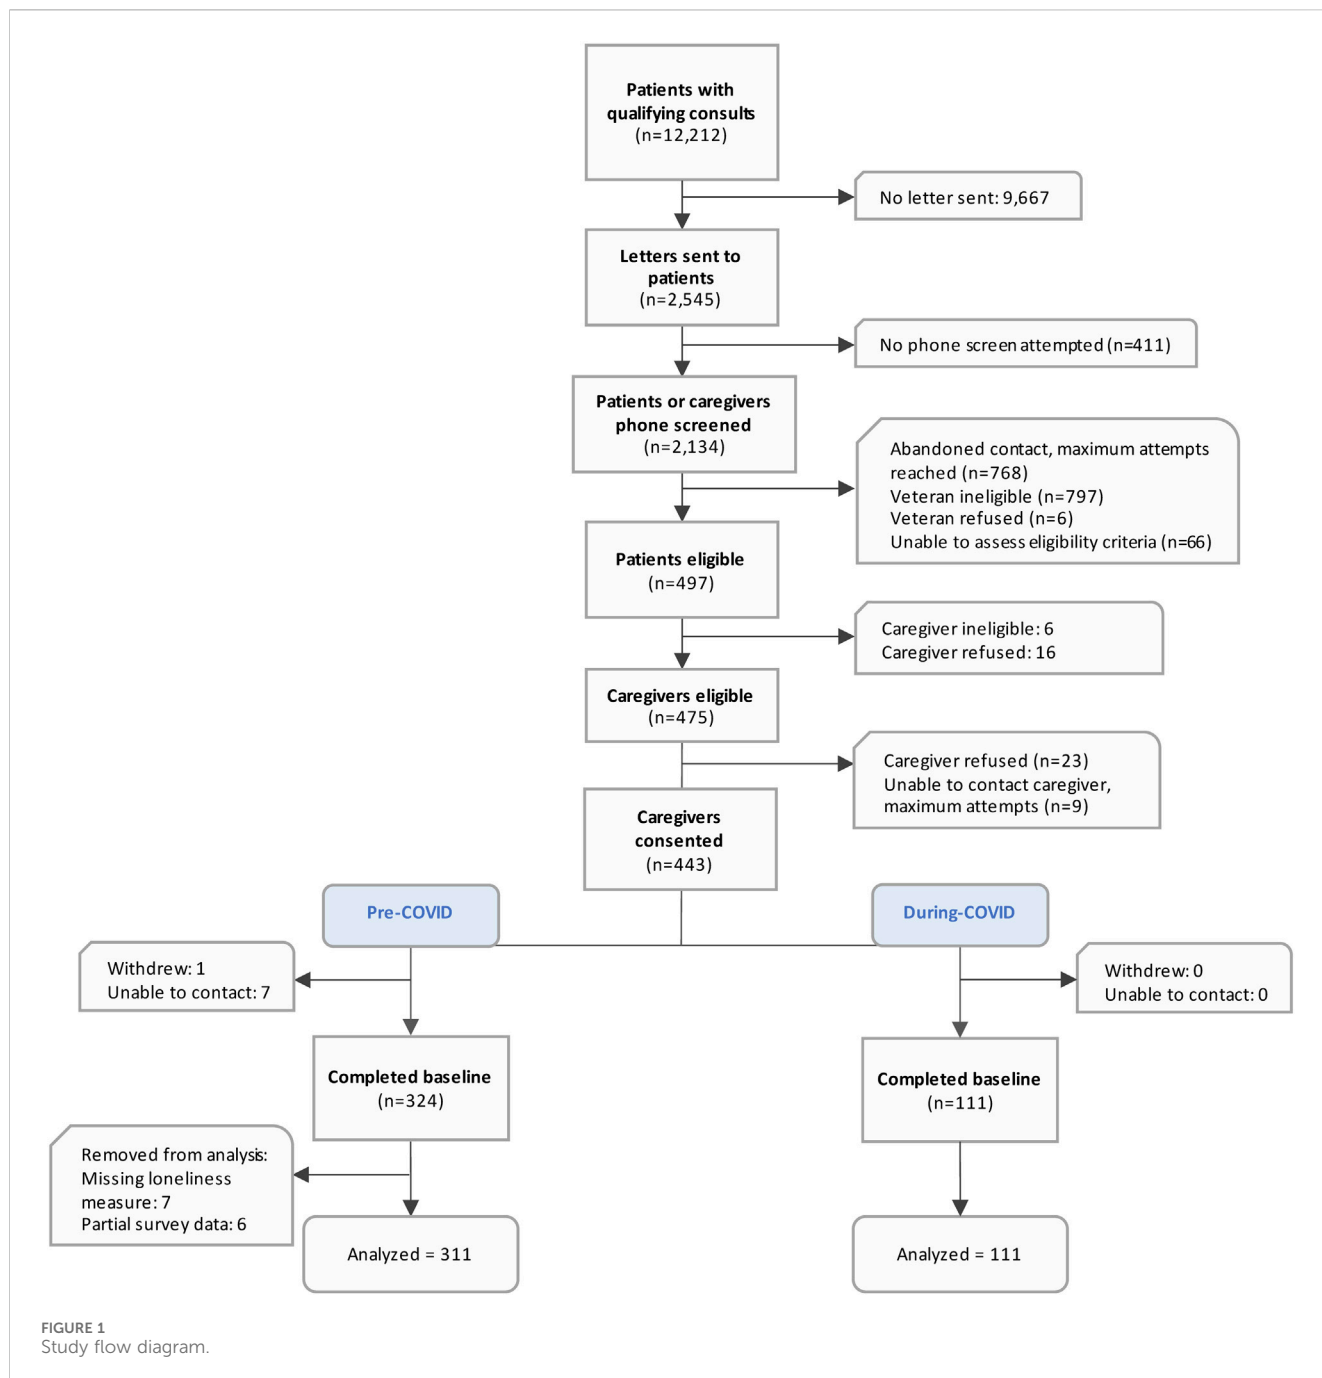 Patients with
qualifying consults
(n=12,212)
No letter sent: 9,667
Letters sent to
patients
(n=2,545)
No phone screen attempted (n=411)
Patients or caregivers
phone screened
(n=2,134)
Abandoned contact, maximum attempts
reached (n=768)
Veteran ineligible (n=797)
Veteran refused (n=6)
Unable to assess eligibility criteria (n=66)
Patients eligible
(n=497)
Caregiver ineligible: 6
Caregiver refused: 16
Caregivers eligible
(n=475)
Caregiver refused (n=23)
Unable to contact caregiver,
maximum attempts (n=9)
Caregivers
consented
(n=443)
Pre-COVID
During-COVID
Withdrew: 1
Unable to contact: 7
Withdrew: 0
Unable to contact: 0
Completed baseline
(n=324)
Completed baseline
(n=111)
Removed from analysis:
Missing loneliness
measure: 7
Partial survey data: 6
Analyzed = 311
Analyzed = 111
FIGURE 1
Study flow diagram.